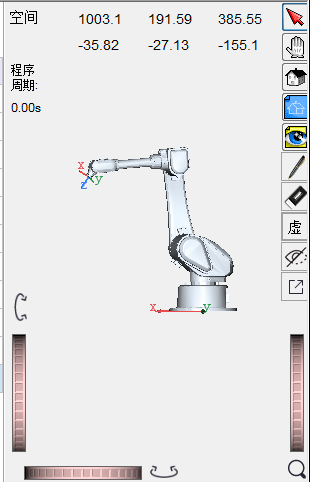 空间 1003.1 191.59 385.55
-35.82 -27.13 -155.1
程序
周期:
0.00s
x
y
z
虚
x
y